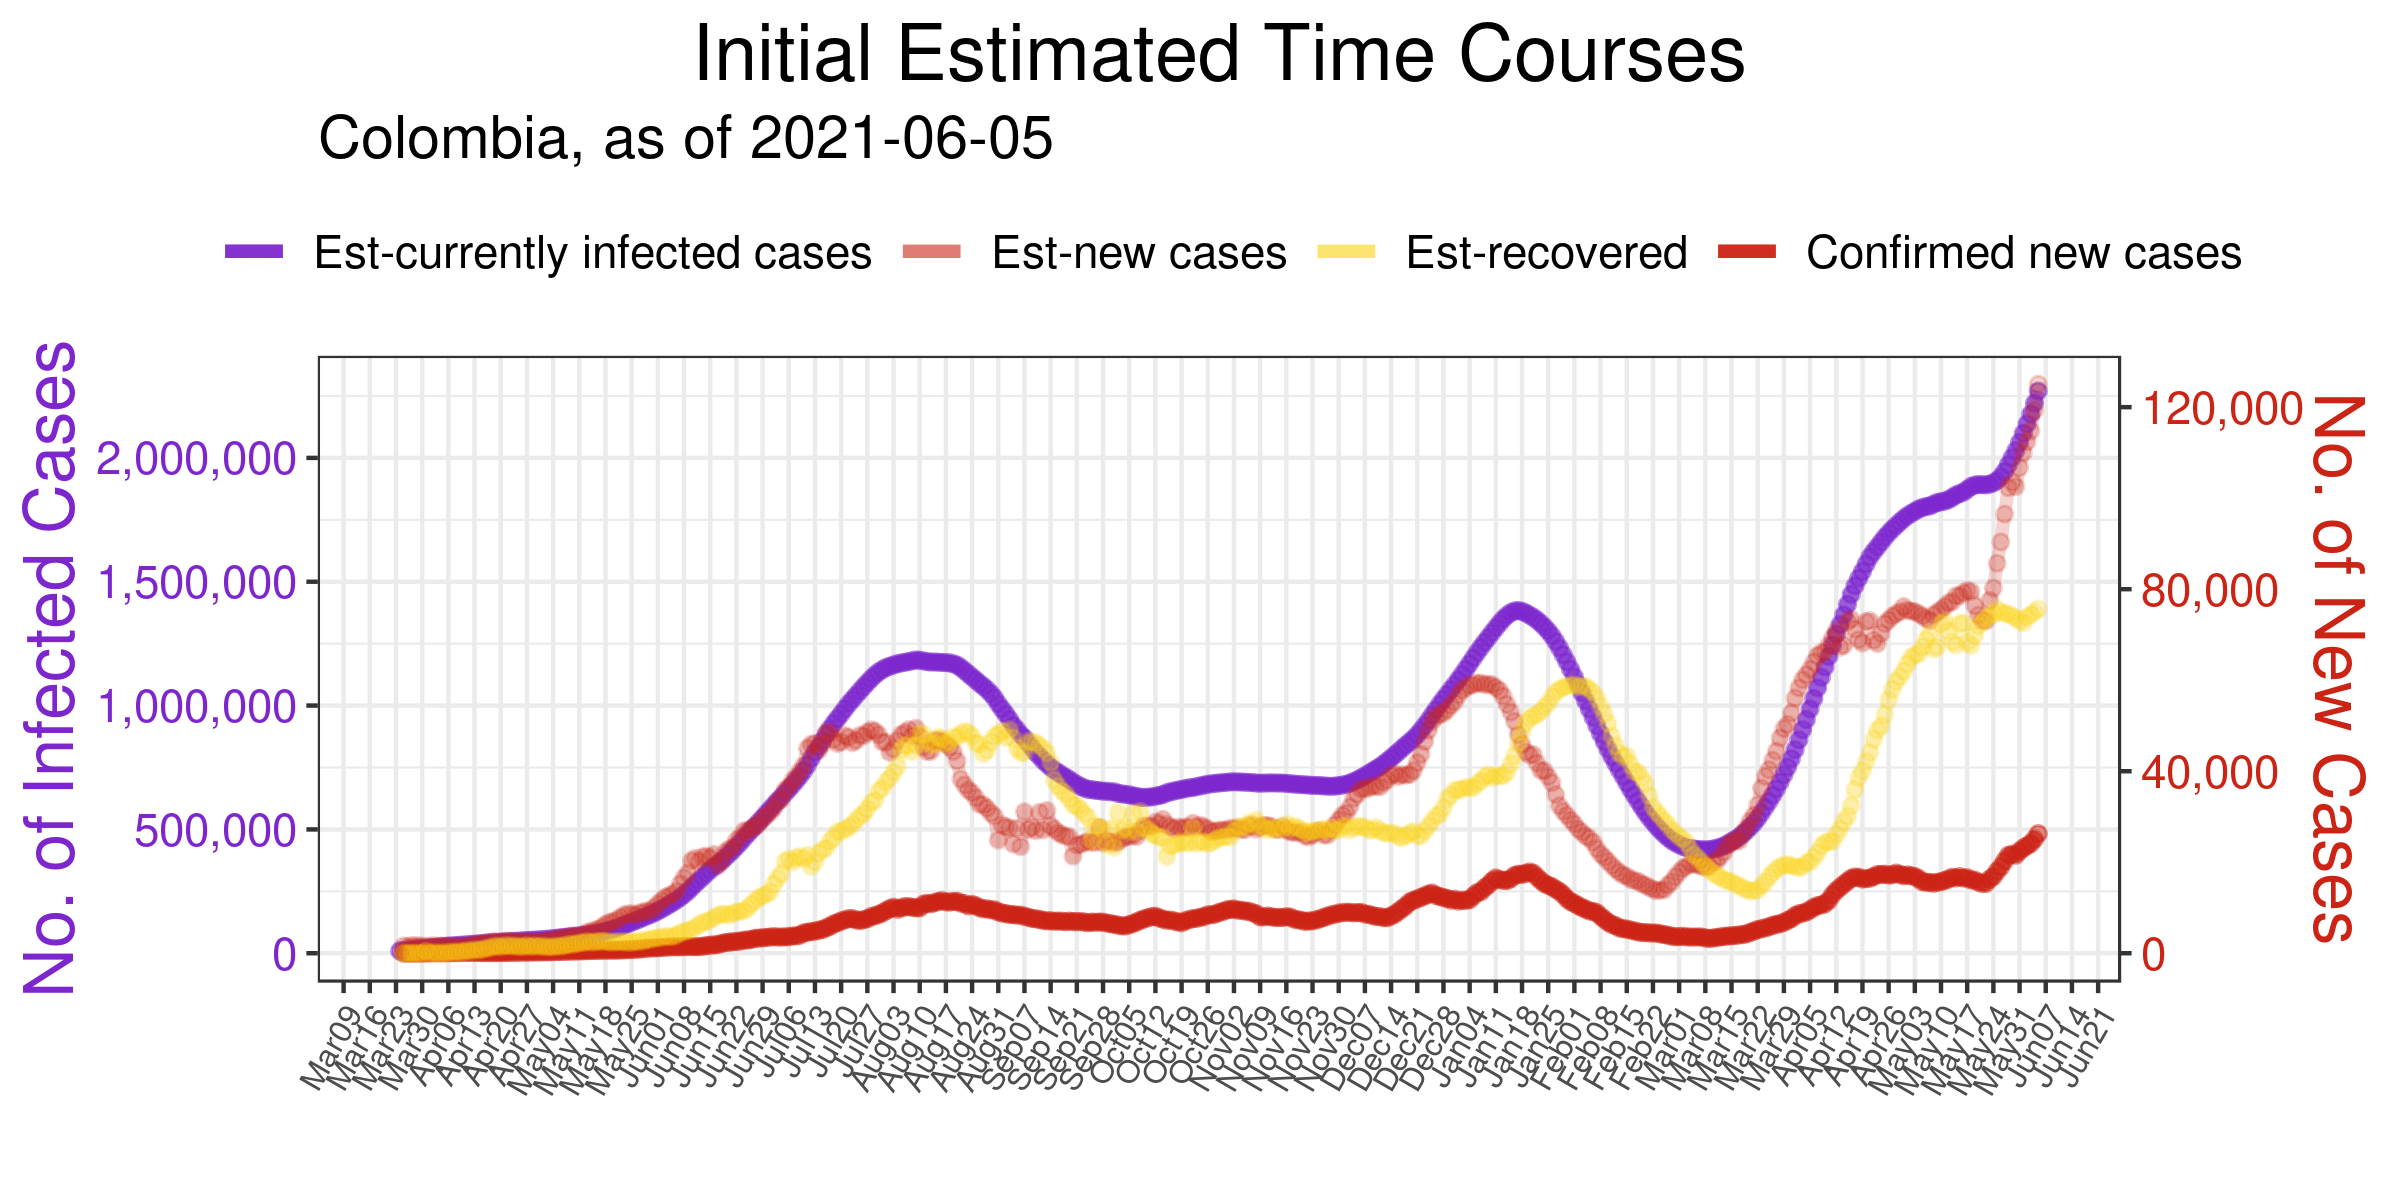 Initial Estimated Time Courses
Colombia, as of 2021-06-05
Est-currently infected cases Est-new cases Est-recovered Confirmed new cases
No. of Infected Cases
2,000,000
1,500,000
1,000,000
500,000
0
120,000
80,000
40,000
0
No. of New Cases
Mar09 Mar16 Mar23 Mar30 Apr06 Apr13 Apr20 Apr27 May04 May11 May18 May25 Jun01 Jun08 Jun15 Jun22 Jun29 Jul06 Jul13 Jul20 Jul27 Aug03 Aug10 Aug17 Aug24 Aug31 Sep07 Sep14 Sep21 Sep28 Oct05 Oct12 Oct19 Oct26 Nov02 Nov09 Nov16 Nov23 Nov30 Dec07 Dec14 Dec21 Dec28 Jan04 Jan11 Jan18 Jan25 Feb01 Feb08 Feb15 Feb22 Mar01 Mar08 Mar15 Mar22 Mar29 Apr05 Apr12 Apr19 Apr26 May03 May10 May17 May24 May31 Jun07 Jun14 Jun21